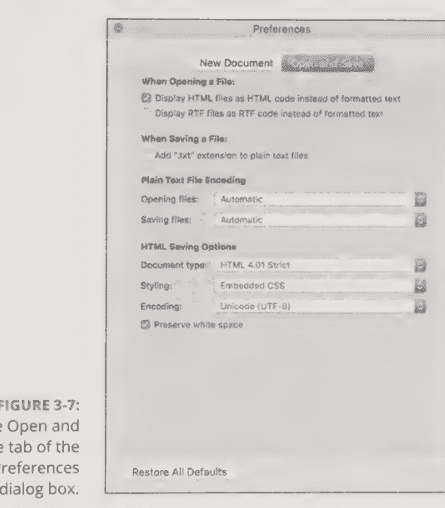 Preferences
New Document Open and Save
When Opening a File:
Display HTML files as HTML code instead of formatted text
Display RTF files as RTF code instead of formatted text
When Saving a File:
Add ".txt" extension to plain text files
Plain Text File Encoding
Opening files: Automatic
Saving files: Automatic
HTML Saving Options
Document type: HTML 4.01 Strict
Styling: Embedded CSS
Encoding: Unicode (UTF-8)
Preserve white space
Restore All Defaults
FIGURE 3-7:
e Open and
e tab of the
references
dialog box.